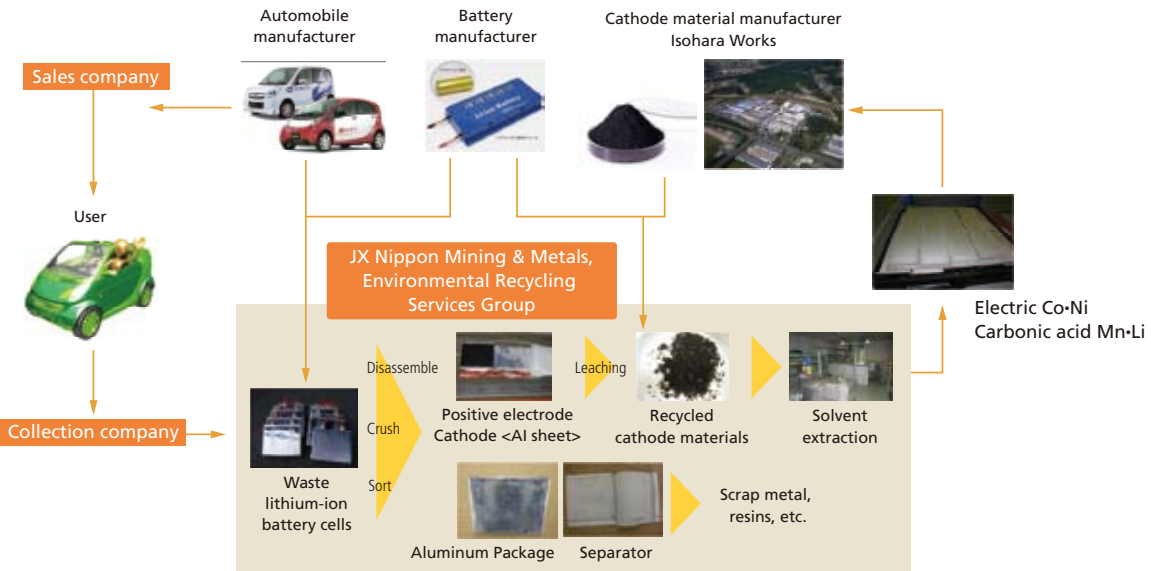 Automobile
manufacturer
Battery
manufacturer
Cathode material manufacturer
Isohara Works
Sales company
User
JX Nippon Mining & Metals,
Environmental Recycling
Services Group
Electric Co•Ni
Carbonic acid Mn•Li
Collection company
Disassemble
Crush
Sort
Waste
lithium-ion
battery cells
Positive electrode
Cathode <Al sheet>
Leaching
Recycled
cathode materials
Solvent
extraction
Aluminum Package
Separator
Scrap metal,
resins, etc.